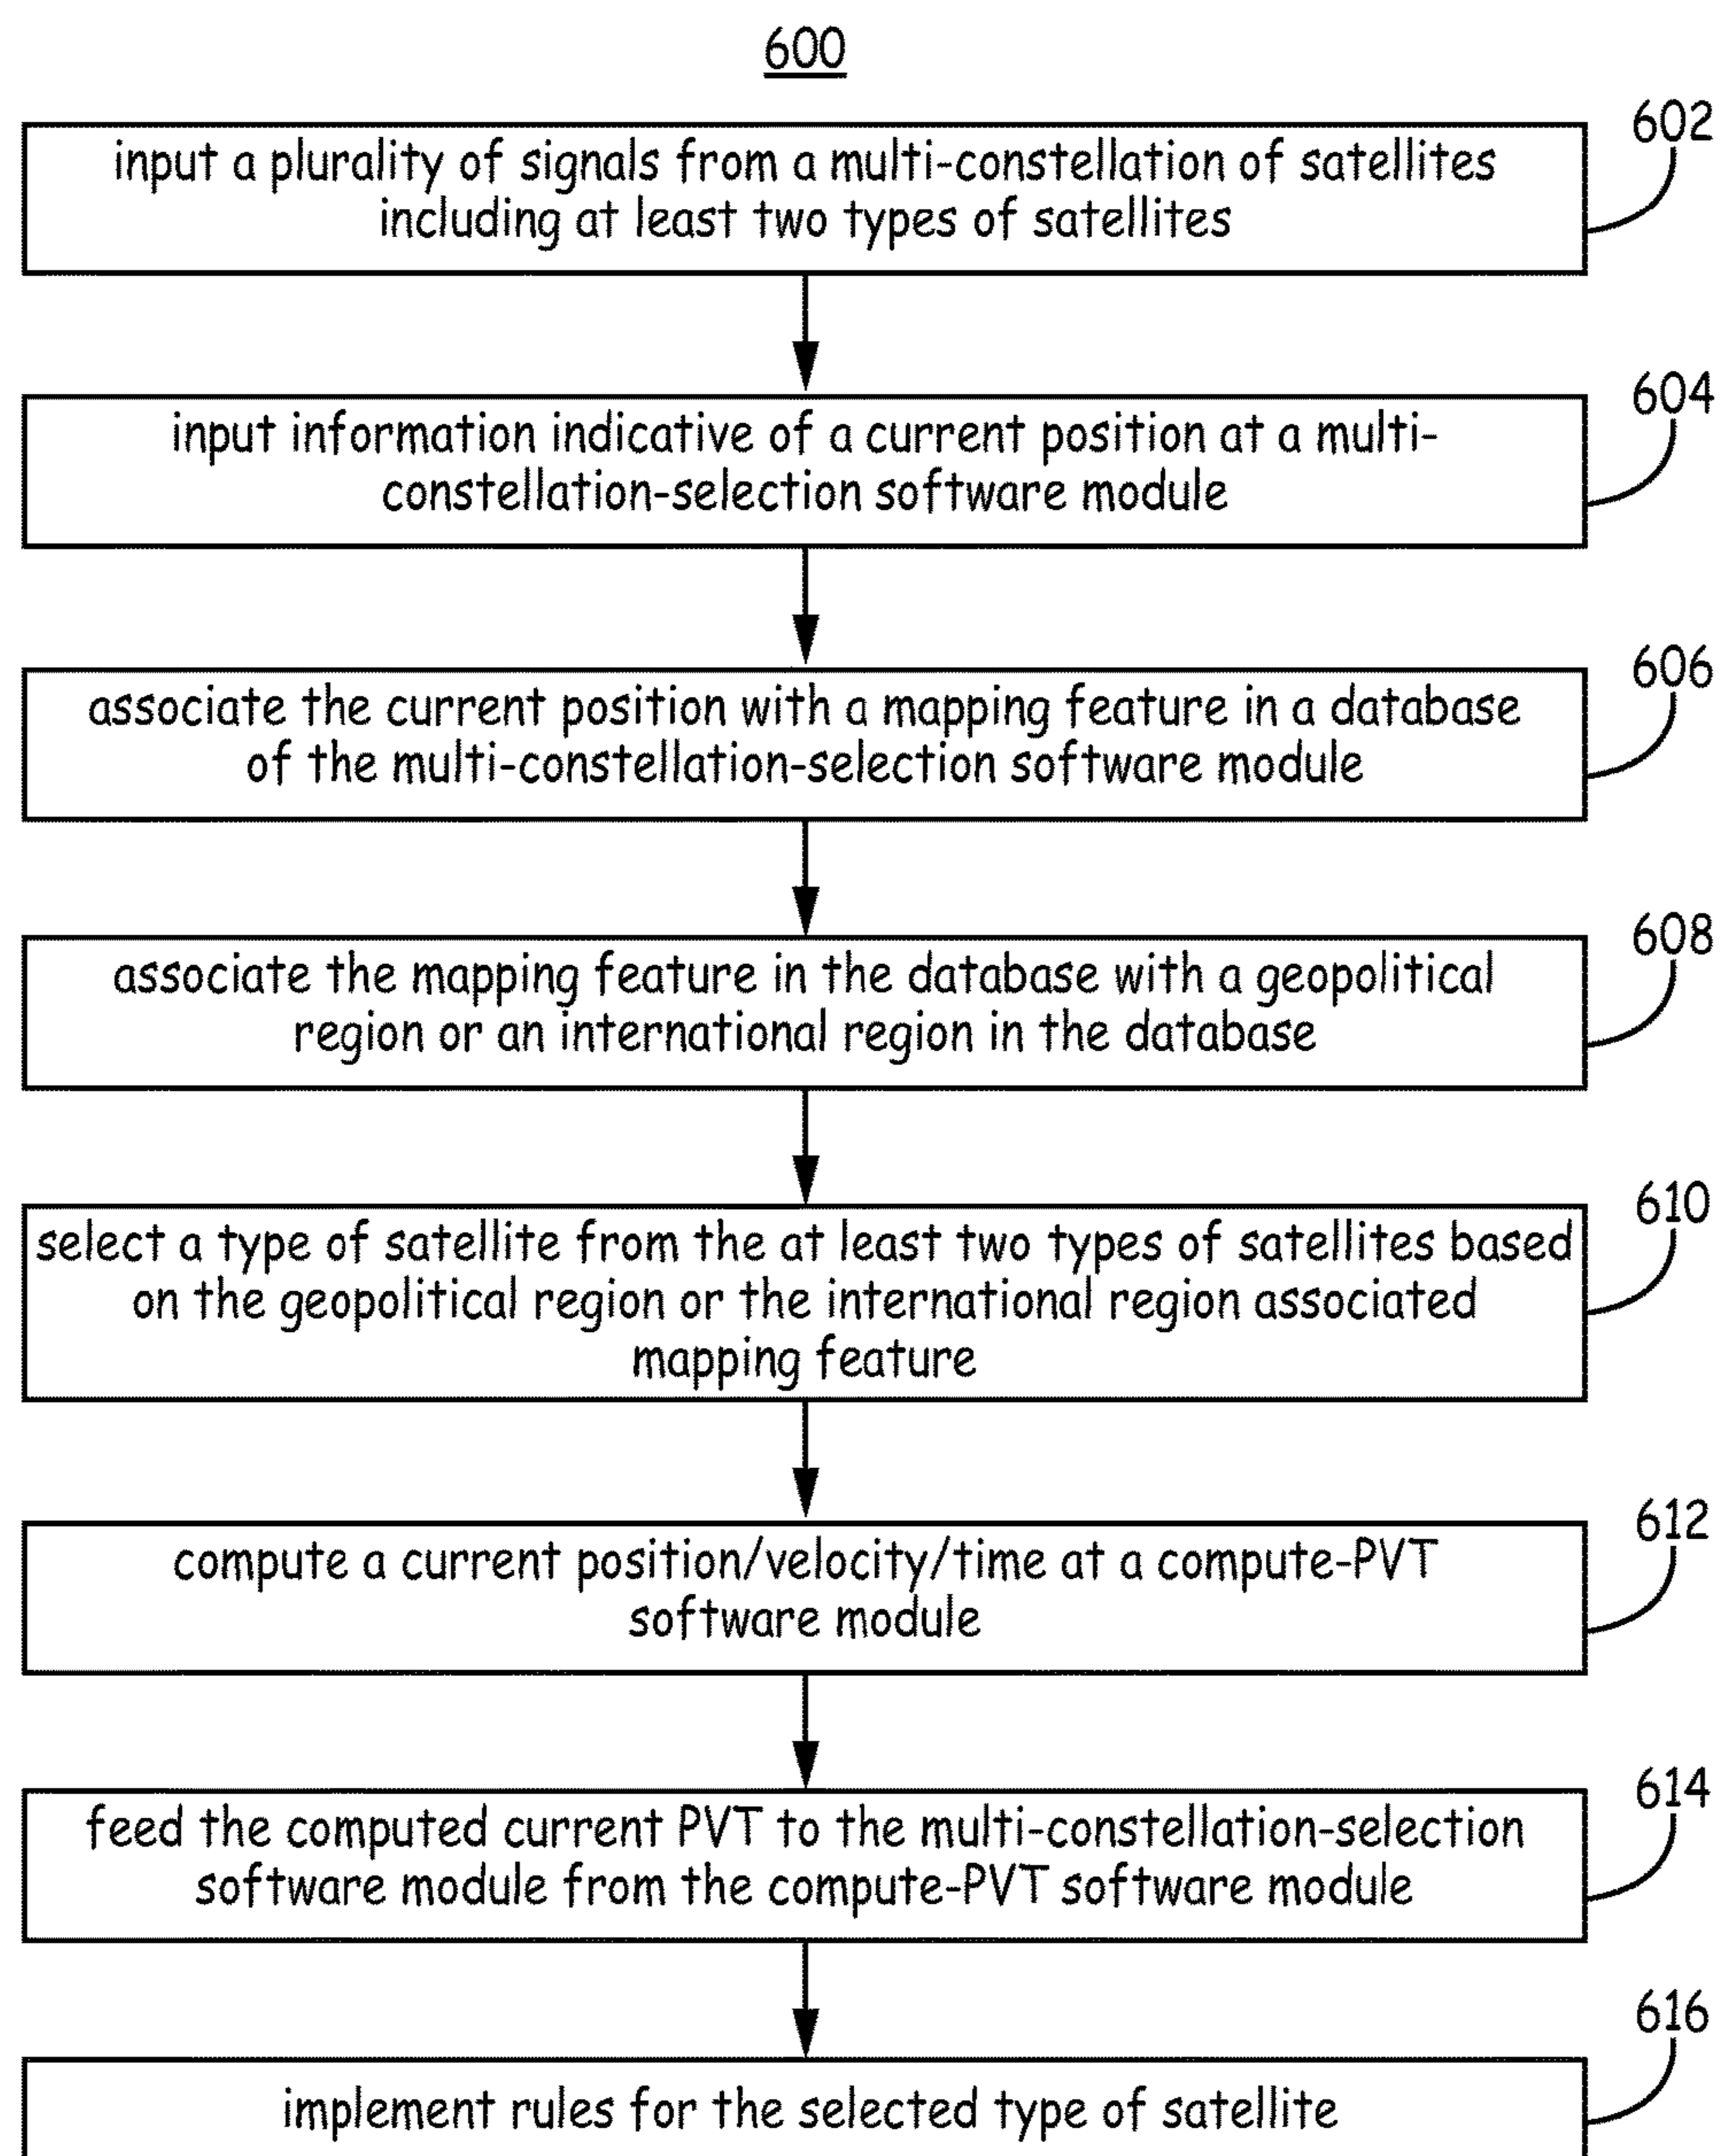 600
602
input a plurality of signals from a multi-constellation of satellites
including at least two types of satellites
604
input information indicative of a current position at a multi-
constellation-selection software module
606
associate the current position with a mapping feature in a database
of the multi-constellation-selection software module
608
associate the mapping feature in the database with a geopolitical
region or an international region in the database
610
select a type of satellite from the at least two types of satellites based
on the geopolitical region or the international region associated
mapping feature
612
compute a current position/velocity/time at a compute-PVT
software module
614
feed the computed current PVT to the multi-constellation-selection
software module from the compute-PVT software module
616
implement rules for the selected type of satellite